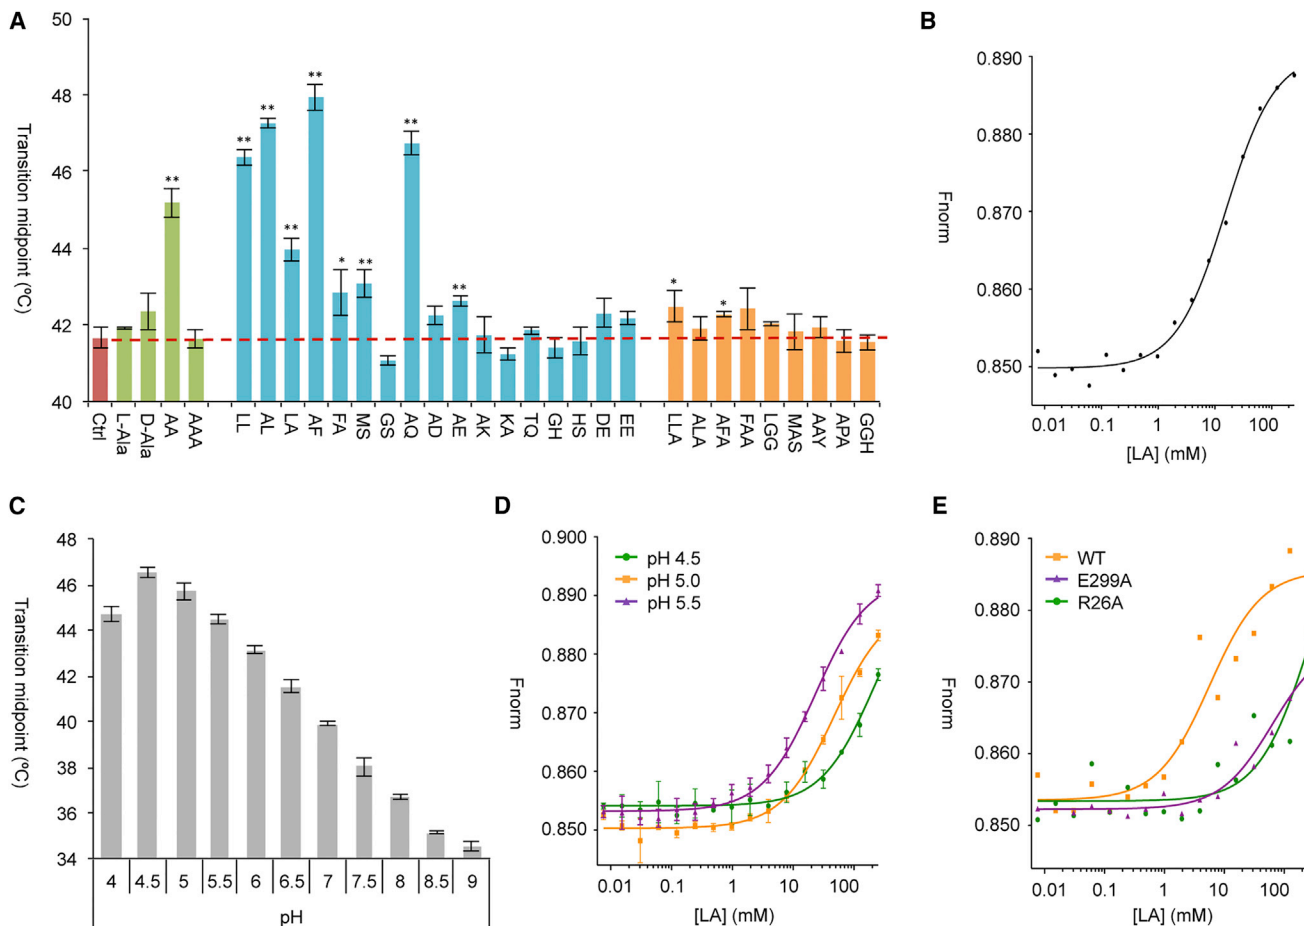 A
Transition midpoint (ºC)
50
48
46
44
42
40
** ** ** ** ** * ** ** ** * *
Ctrl L-Ala D-Ala AA AAA LL AL LA AF FA MS GS AQ AD AE AK KA TQ GH HS DE EE LLA ALA AFA FAA LGG MAS AAY APA GGH
B
Fnorm
0.890
0.880
0.870
0.860
0.850
0.01 0.1 1 10 100
[LA] (mM)
C
Transition midpoint (ºC)
48
46
44
42
40
38
36
34
4 4.5 5 5.5 6 6.5 7 7.5 8 8.5 9
pH
D
Fnorm
0.900
0.890
0.880
0.870
0.860
0.850
pH 4.5
pH 5.0
pH 5.5
0.01 0.1 1 10 100
[LA] (mM)
E
Fnorm
0.890
0.880
0.870
0.860
0.850
WT
E299A
R26A
0.01 0.1 1 10 100
[LA] (mM)